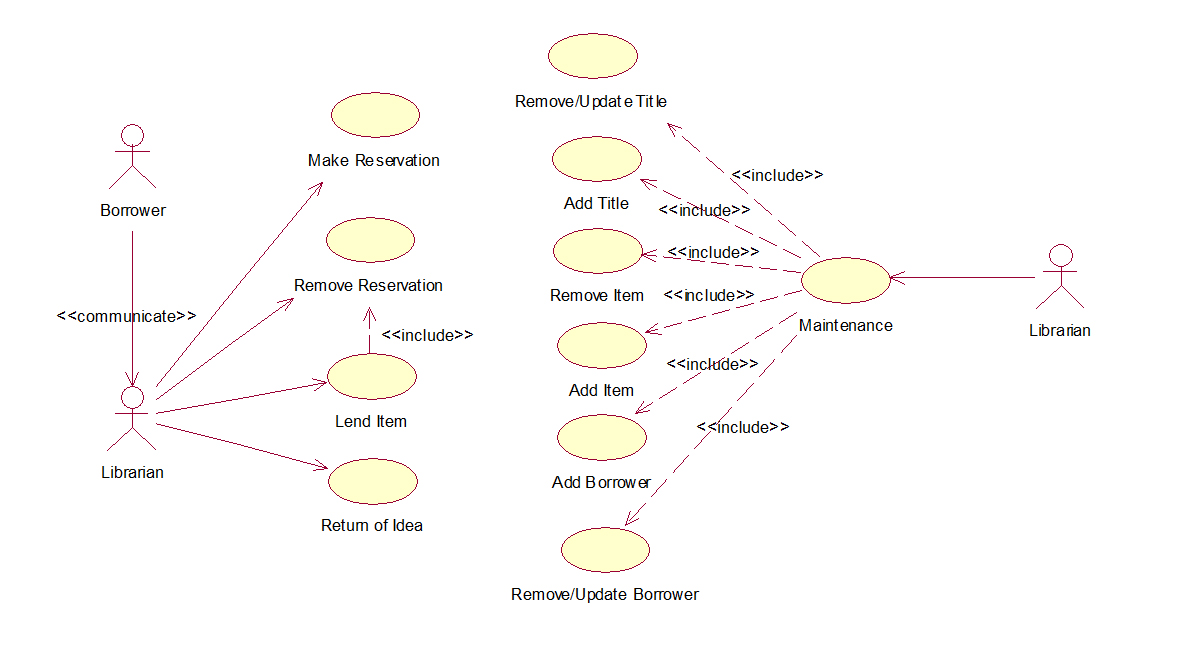 Remove/Update Title
Make Reservation
<<include>>
Add Title
Borrower
<<include>>
<<include>>
Remove Reservation
Remove Item
<<include>>
<<communicate>>
Maintenance
Librarian
<<include>>
<<include>>
Add Item
Lend Item
<<include>>
Librarian
Add Borrower
Return of Idea
Remove/Update Borrower